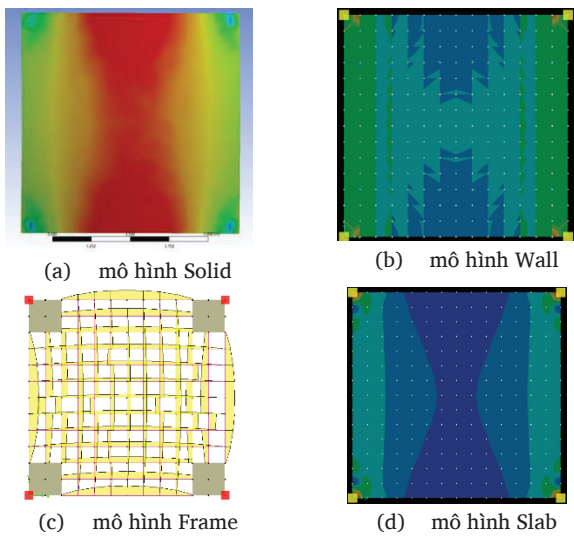 (a) mô hình Solid
(b) mô hình Wall
(c) mô hình Frame
(d) mô hình Slab